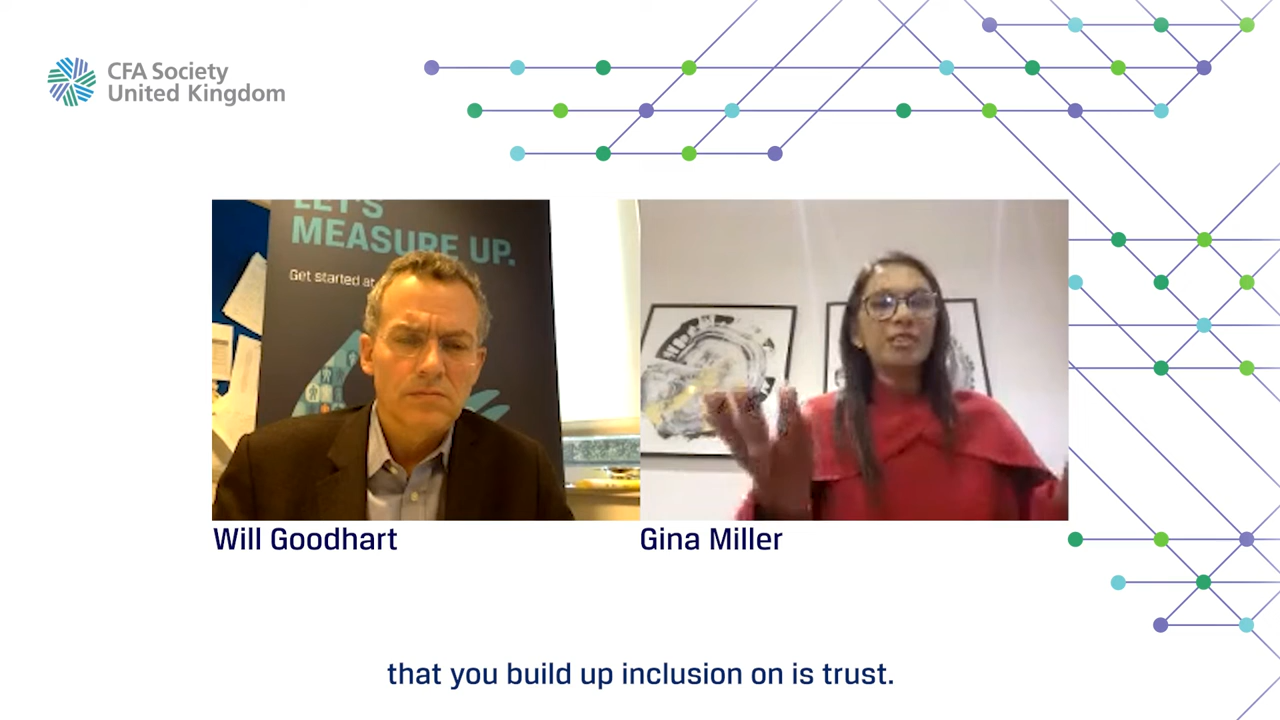 CFA Society
United Kingdom
LET'S
MEASURE UP.
Get started at
Will Goodhart
Gina Miller
that you build up inclusion on is trust.